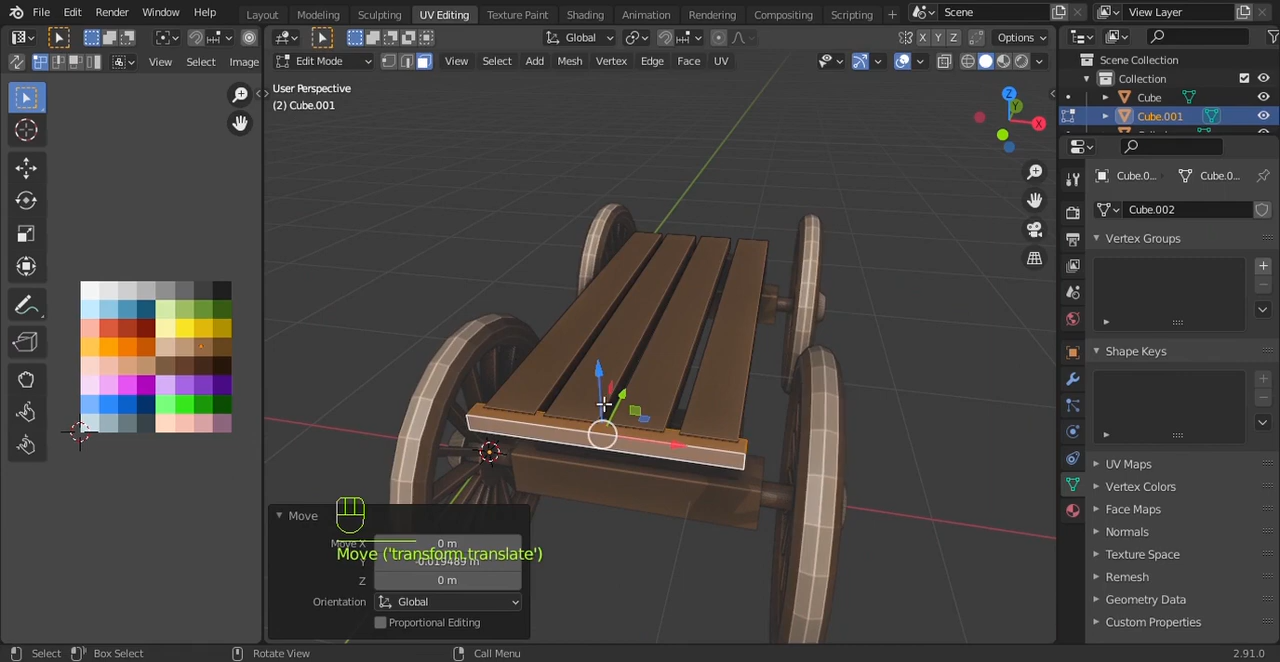 File Edit Render Window Help
Layout Modeling Sculpting UV Editing Texture Paint Shading Animation Rendering Compositing Scripting
Scene
View Layer
Global
X Y Z
Options
View Select Image
Edit Mode
View Select Add Mesh Vertex Edge Face UV
User Perspective
(2) Cube.001
Z
Y
X
Scene Collection
Collection
Cube
Cube.001
Cube.0...
Cube.0...
Cube.002
Vertex Groups
Shape Keys
UV Maps
Vertex Colors
Face Maps
Normals
Texture Space
Remesh
Geometry Data
Custom Properties
Move
Move X 0 m
Move ('transform.translate')
Y -0.019489 m
Z 0 m
Orientation Global
Proportional Editing
Select Box Select Rotate View Call Menu 2.91.0